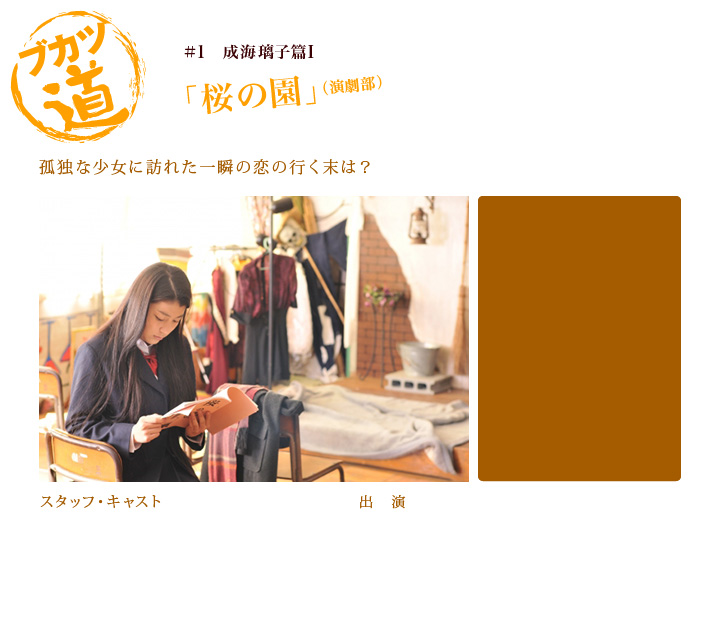 ブカツ道
#1 成海璃子篇I
「桜の園」(演劇部)
孤独な少女に訪れた一瞬の恋の行く末は?
スタッフ・キャスト
出 演